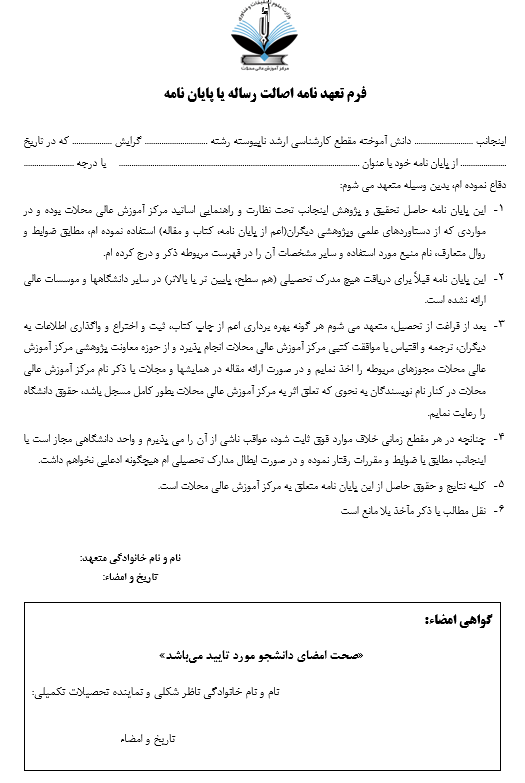 وزارت علوم تحقیقات و فناوری
مرکز آموزش عالی محلات
فرم تعهد نامه اصالت رساله یا پایان نامه
اینجانب .................... دانش آموخته مقطع کارشناسی ارشد ناپیوسته رشته .................... گرایش .............. که در تاریخ
................ از پایان نامه خود با عنوان ........................................................................ با درجه ................
دفاع نموده ام، بدین وسیله متعهد می شوم:
۱- این پایان نامه حاصل تحقیق و پژوهش اینجانب تحت نظارت و راهنمایی اساتید مرکز آموزش عالی محلات بوده و در
مواردی که از دستاوردهای علمی وپژوهشی دیگران(اعم از پایان نامه، کتاب و مقاله) استفاده نموده ام، مطابق ضوابط و
روال متعارف، نام منبع مورد استفاده و سایر مشخصات آن را در فهرست مربوطه ذکر و درج کرده ام.
۲- این پایان نامه قبلاً برای دریافت هیچ مدرک تحصیلی (هم سطح، پایین تر یا بالاتر) در سایر دانشگاهها و موسسات عالی
ارائه نشده است.
۳- بعد از فراغت از تحصیل، متعهد می شوم هر گونه بهره برداری اعم از چاپ کتاب، ثبت و اختراع و واگذاری اطلاعات به
دیگران، ترجمه و اقتباس با موافقت کتبی مرکز آموزش عالی محلات انجام پذیرد و از حوزه معاونت پژوهشی مرکز آموزش
عالی محلات مجوزهای مربوطه را اخذ نمایم و در صورت ارائه مقاله در همایشها و مجلات با ذکر نام مرکز آموزش عالی
محلات در کنار نام نویسندگان به نحوی که تعلق اثر به مرکز آموزش عالی محلات بطور کامل مسجل باشد، حقوق دانشگاه
را رعایت نمایم.
۴- چنانچه در هر مقطع زمانی خلاف موارد فوق ثابت شود، عواقب ناشی از آن را می پذیرم و واحد دانشگاهی مجاز است با
اینجانب مطابق با ضوابط و مقررات رفتار نموده و در صورت ابطال مدارک تحصیلی ام هیچگونه ادعایی نخواهم داشت.
۵- کلیه نتایج و حقوق حاصل از این پایان نامه متعلق به مرکز آموزش عالی محلات است.
۶- نقل مطالب با ذکر مآخذ بلا مانع است
نام و نام خانوادگی متعهد:
تاریخ و امضاء:
گواهی امضاء:
«صحت امضای دانشجو مورد تایید می‌باشد»
نام و نام خانوادگی ناظر شکلی و نماینده تحصیلات تکمیلی:
تاریخ و امضاء